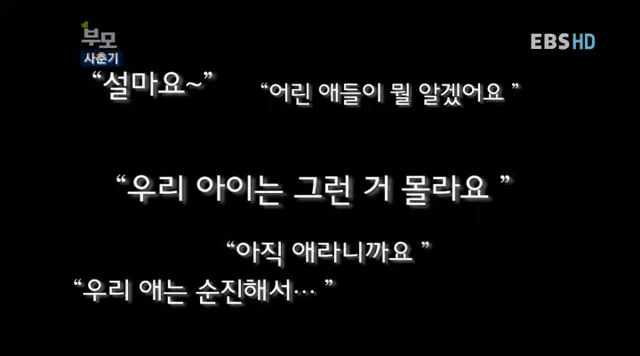 부모
EBS HD
사춘기
“설마요~”
“어린 애들이 뭘 알겠어요 ”
“우리 아이는 그런 거 몰라요 ”
“아직 애라니까요 ”
“우리 애는 순진해서… ”